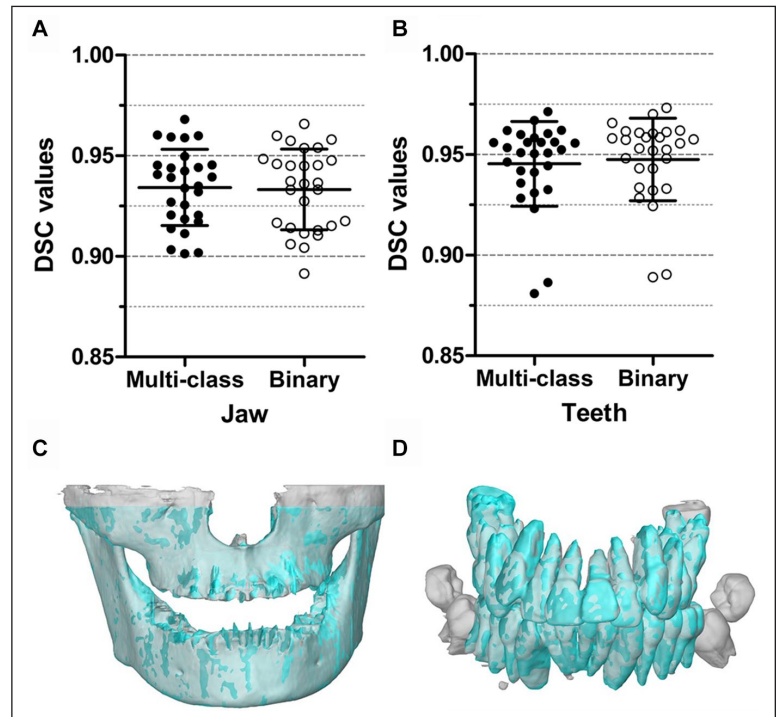 A
DSC values
1.00
0.95
0.90
0.85
Multi-class Binary
Jaw
B
DSC values
1.00
0.95
0.90
0.85
Multi-class Binary
Teeth
C
D